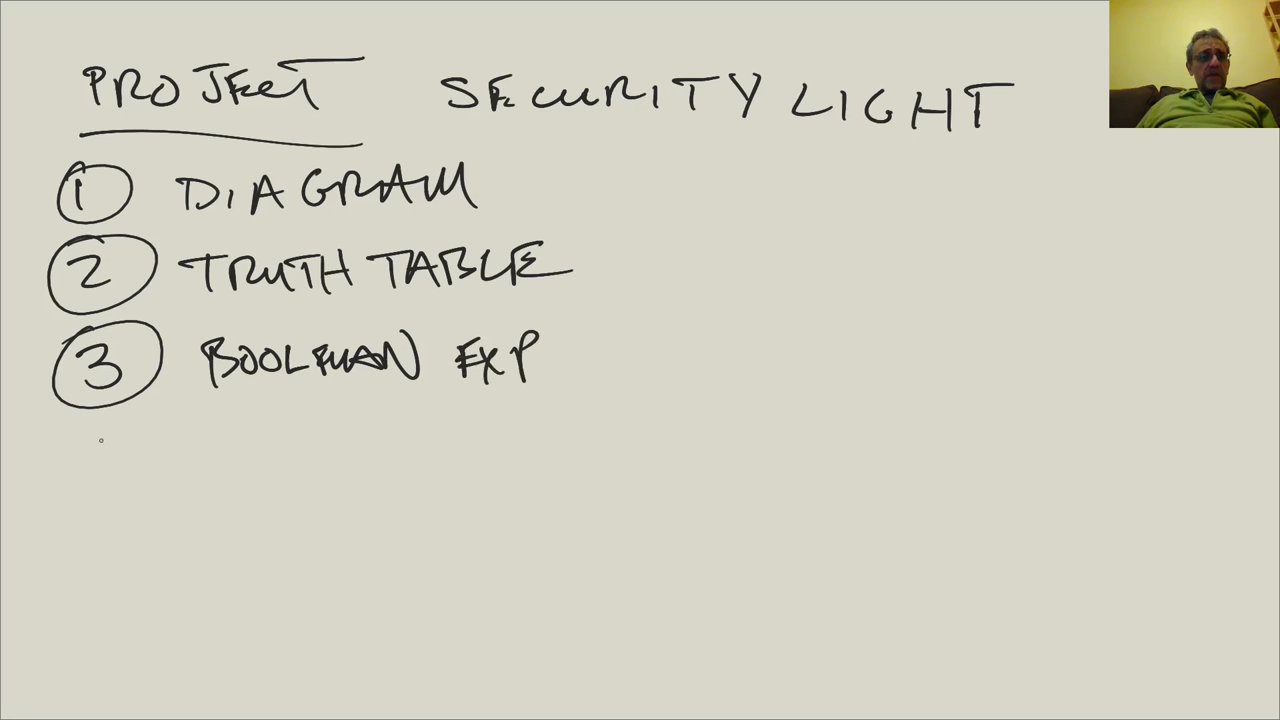 PROJECT SECURITY LIGHT
1 DIAGRAM
2 TRUTH TABLE
3 BOOLEAN EXP